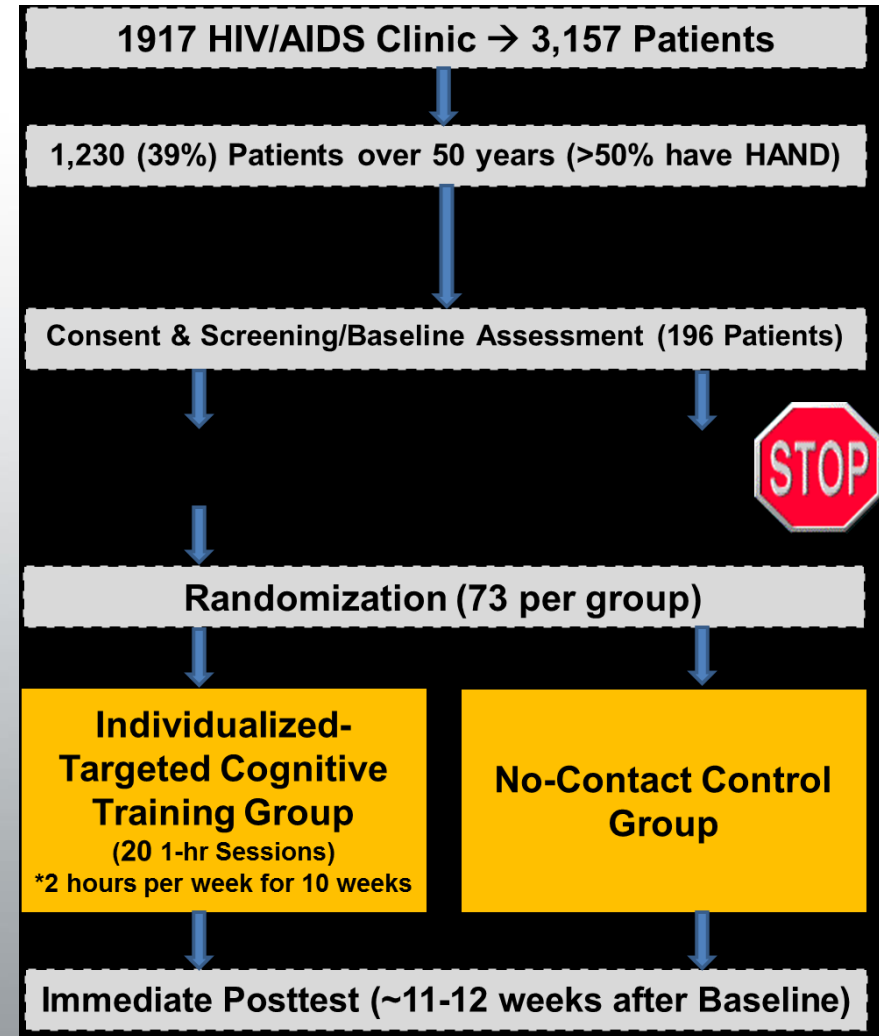 1917 HIV/AIDS Clinic → 3,157 Patients
1,230 (39%) Patients over 50 years (>50% have HAND)
Consent & Screening/Baseline Assessment (196 Patients)
STOP
Randomization (73 per group)
Individualized-
Targeted Cognitive
Training Group
(20 1-hr Sessions)
*2 hours per week for 10 weeks
No-Contact Control
Group
Immediate Posttest (~11-12 weeks after Baseline)